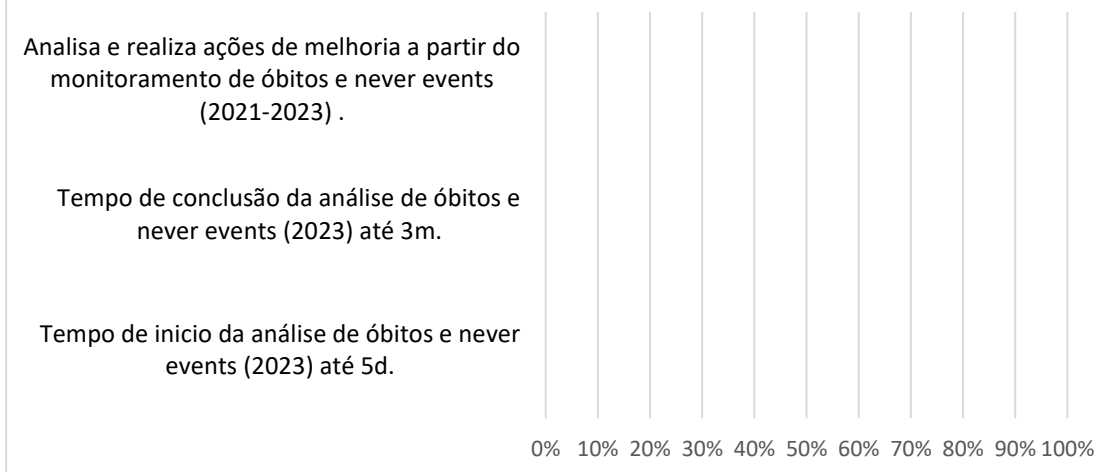 Analisa e realiza ações de melhoria a partir do
monitoramento de óbitos e never events
(2021-2023) .
Tempo de conclusão da análise de óbitos e
never events (2023) até 3m.
Tempo de inicio da análise de óbitos e never
events (2023) até 5d.
0% 10% 20% 30% 40% 50% 60% 70% 80% 90% 100%